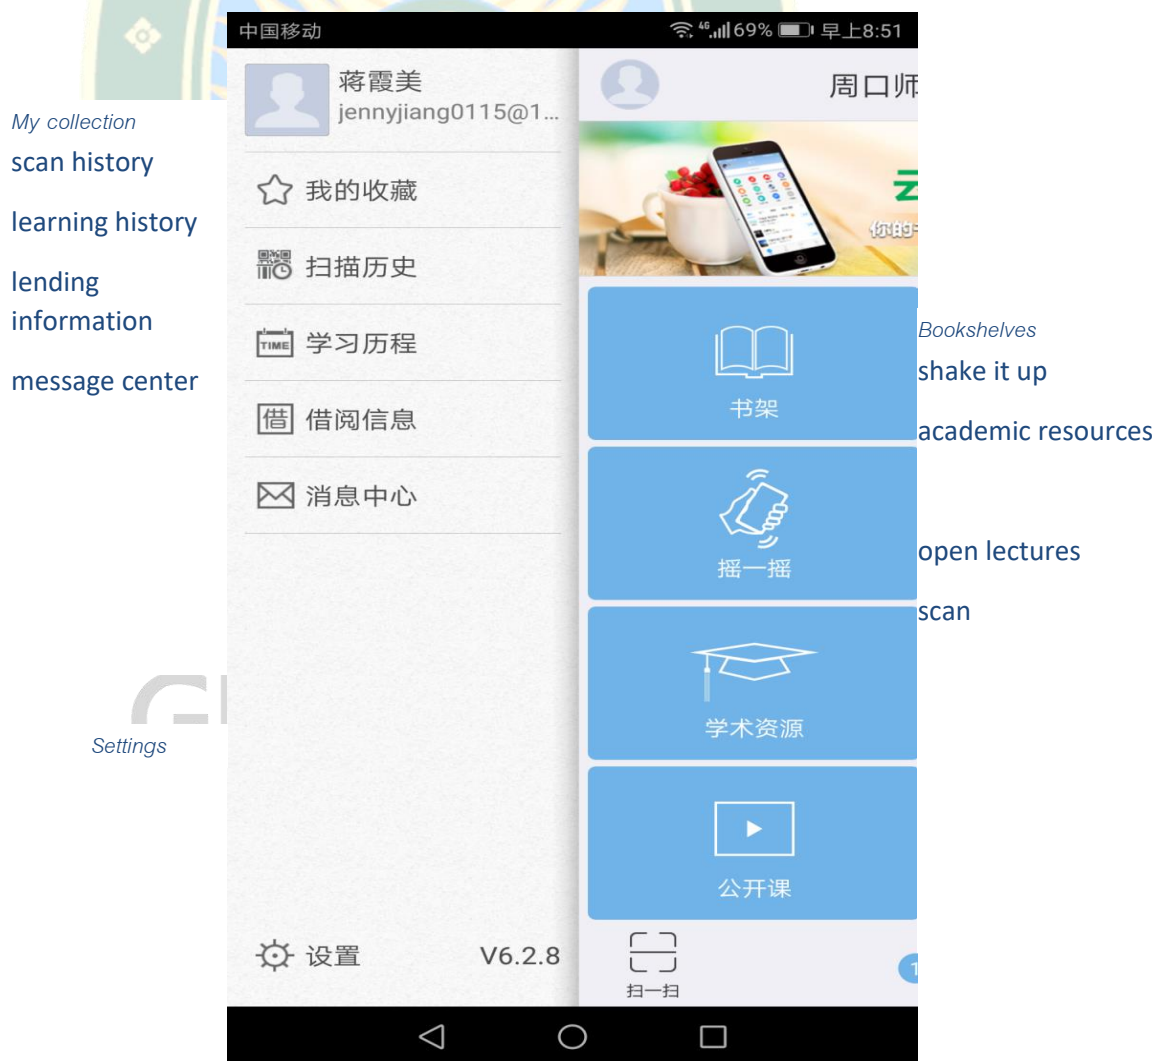 中国移动
46 69% 早上8:51
蒋霞美
jennyjiang0115@1...
周口师
My collection
scan history
learning history
lending
information
message center
我的收藏
扫描历史
TIME 学习历程
借 借阅信息
消息中心
你的
书架
摇一摇
学术资源
公开课
Bookshelves
shake it up
academic resources
open lectures
scan
Settings
设置 V6.2.8
扫一扫
1